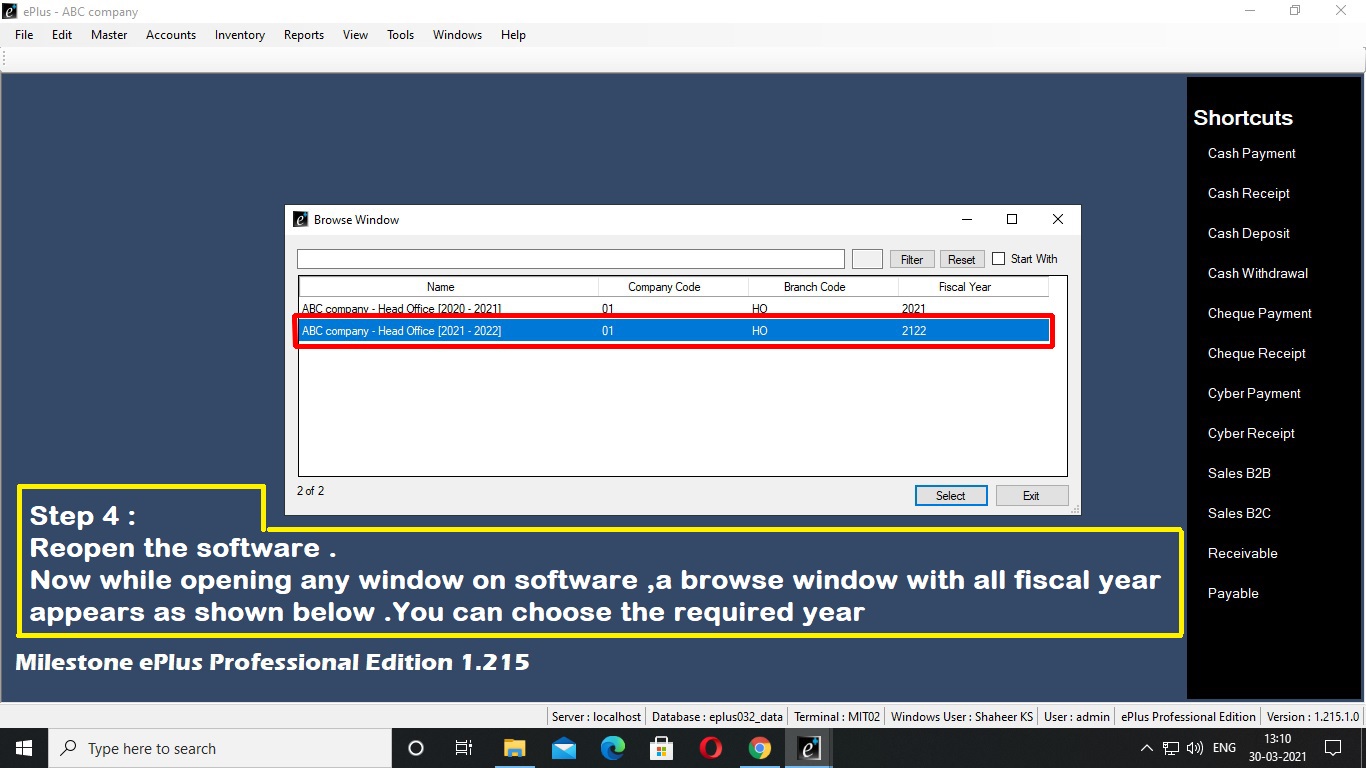 ePlus - ABC company
File Edit Master Accounts Inventory Reports View Tools Windows Help
Shortcuts
Cash Payment
Cash Receipt
Cash Deposit
Cash Withdrawal
Cheque Payment
Cheque Receipt
Cyber Payment
Cyber Receipt
Sales B2B
Sales B2C
Receivable
Payable
Browse Window
Filter Reset Start With
Name Company Code Branch Code Fiscal Year
ABC company - Head Office [2020 - 2021] 01 HO 2021
ABC company - Head Office [2021 - 2022] 01 HO 2122
2 of 2
Select Exit
Step 4 :
Reopen the software .
Now while opening any window on software ,a browse window with all fiscal year
appears as shown below .You can choose the required year
Milestone ePlus Professional Edition 1.215
Server : localhost Database : eplus032_data Terminal : MIT02 Windows User : Shaheer KS User : admin ePlus Professional Edition Version : 1.215.1.0
Type here to search
ENG
13:10
30-03-2021